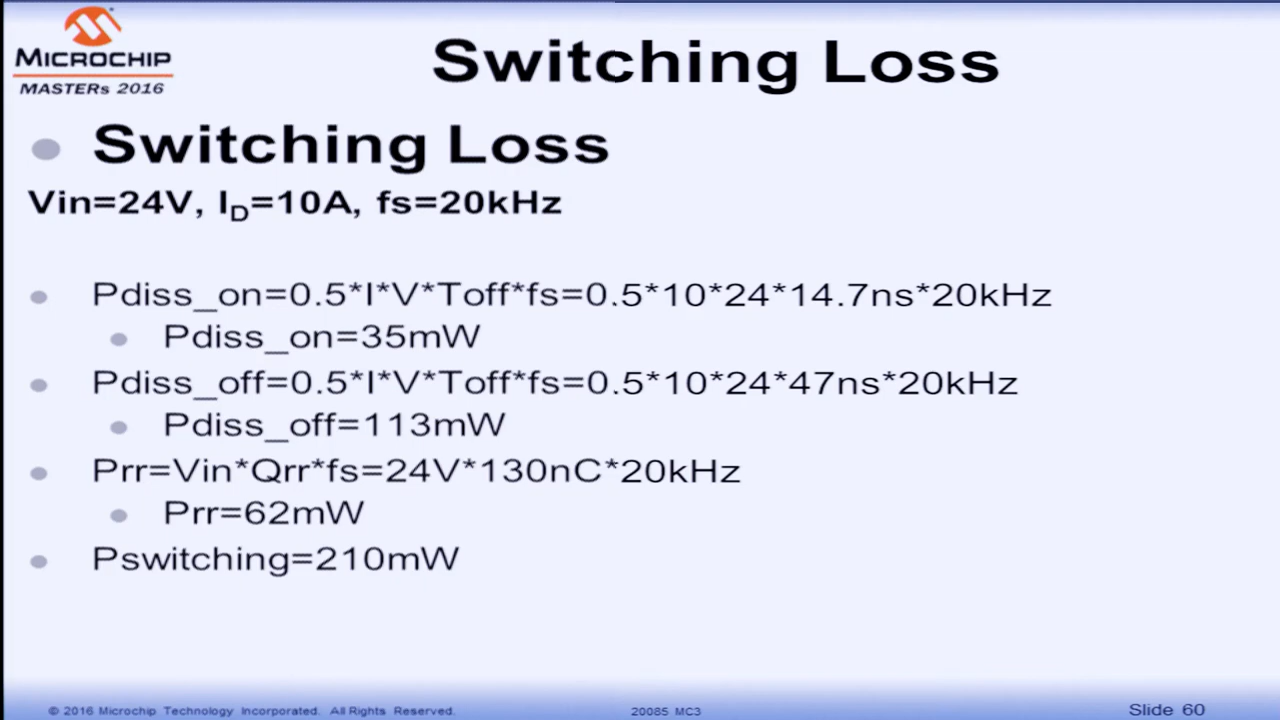 MICROCHIP
MASTERs 2016
Switching Loss
Switching Loss
Vin=24V, ID=10A, fs=20kHz
Pdiss_on=0.5*I*V*Toff*fs=0.5*10*24*14.7ns*20kHz
Pdiss_on=35mW
Pdiss_off=0.5*I*V*Toff*fs=0.5*10*24*47ns*20kHz
Pdiss_off=113mW
Prr=Vin*Qrr*fs=24V*130nC*20kHz
Prr=62mW
Pswitching=210mW
© 2016 Microchip Technology Incorporated. All Rights Reserved.
20085 MC3
Slide 60